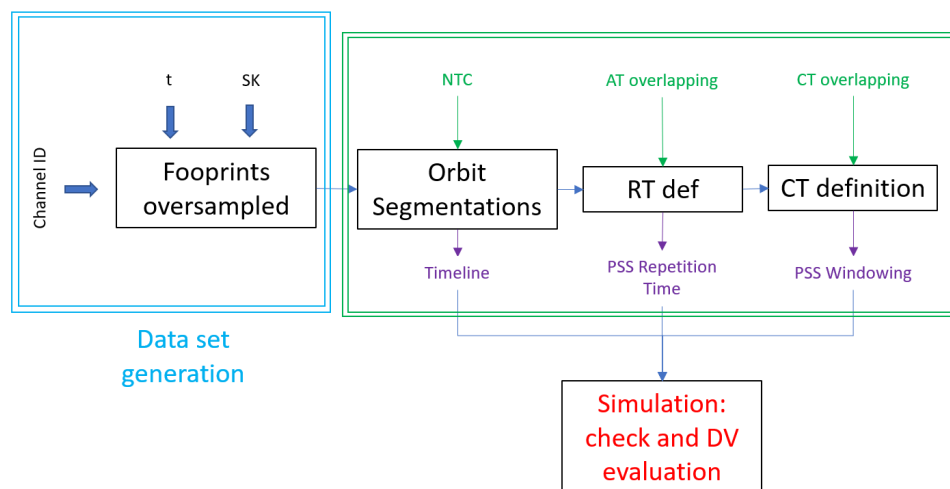 t
SK
Channel ID
Fooprints
oversampled
Data set
generation
NTC
AT overlapping
CT overlapping
Orbit
Segmentations
RT def
CT definition
Timeline
PSS Repetition
Time
PSS Windowing
Simulation:
check and DV
evaluation